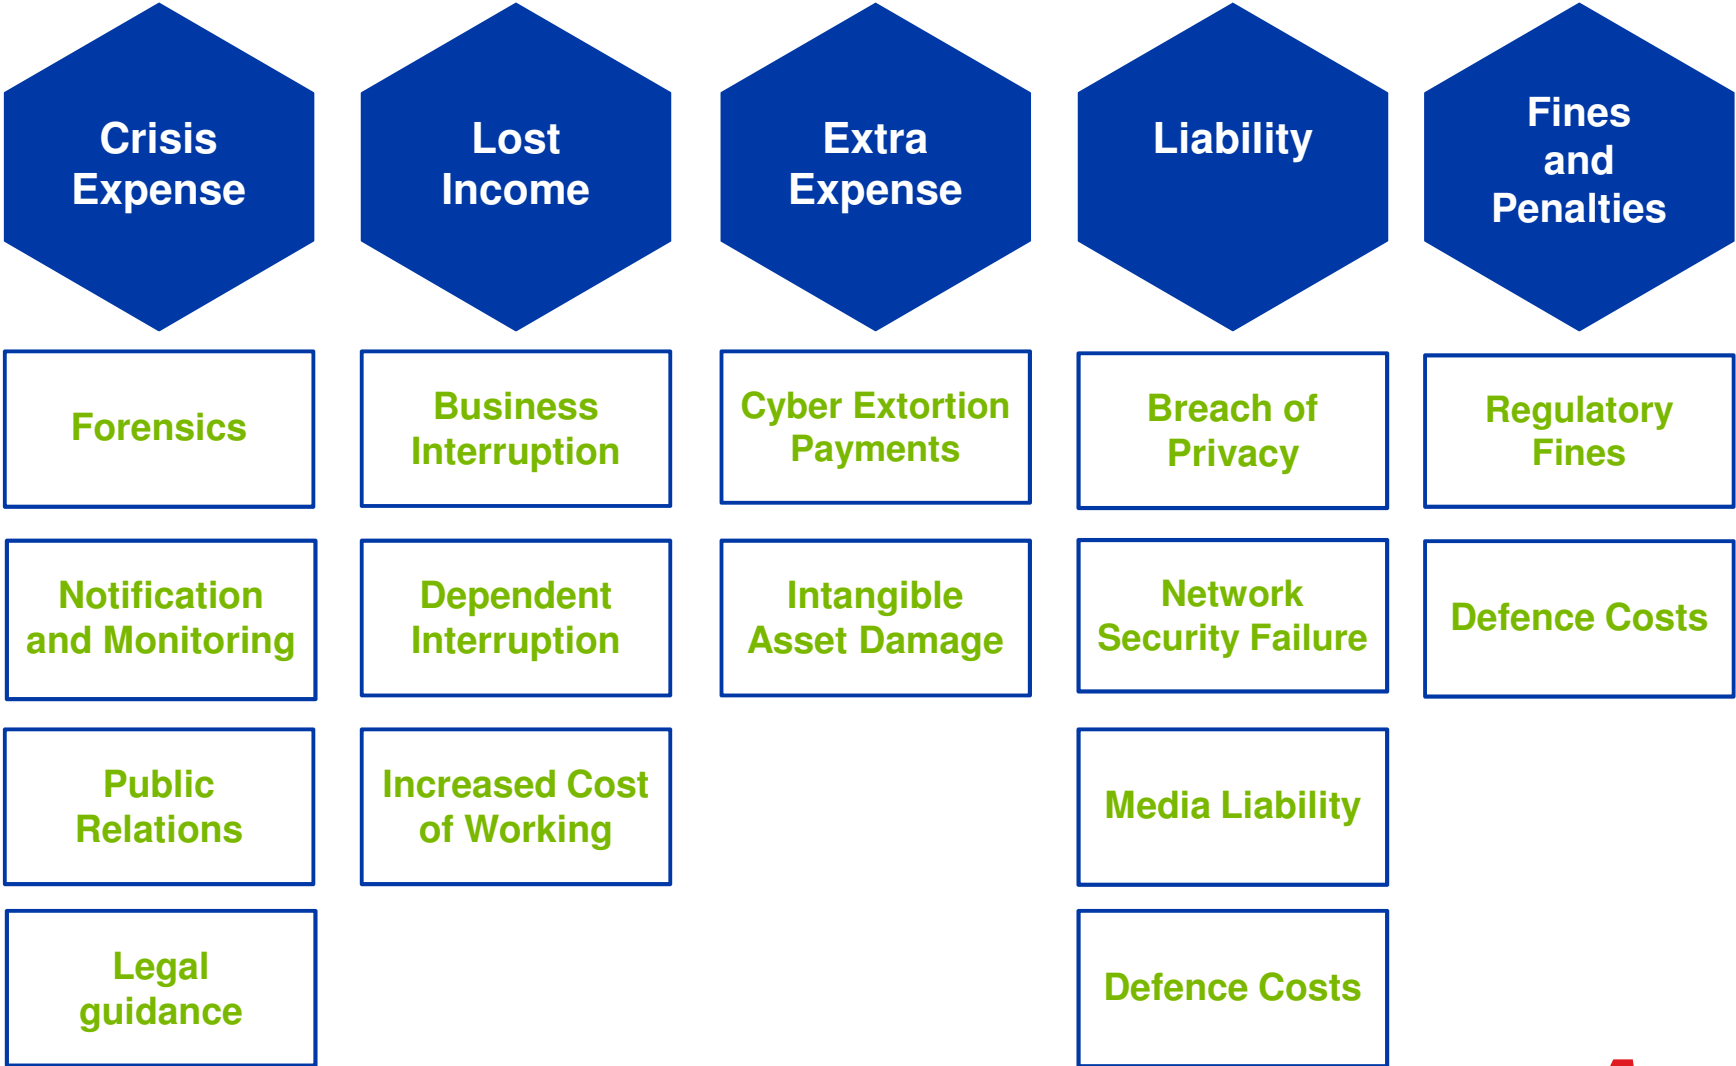 Crisis
Expense
Lost
Income
Extra
Expense
Liability
Fines
and
Penalties
Forensics
Business
Interruption
Cyber Extortion
Payments
Breach of
Privacy
Regulatory
Fines
Notification
and Monitoring
Dependent
Interruption
Intangible
Asset Damage
Network
Security Failure
Defence Costs
Public
Relations
Increased Cost
of Working
Media Liability
Legal
guidance
Defence Costs